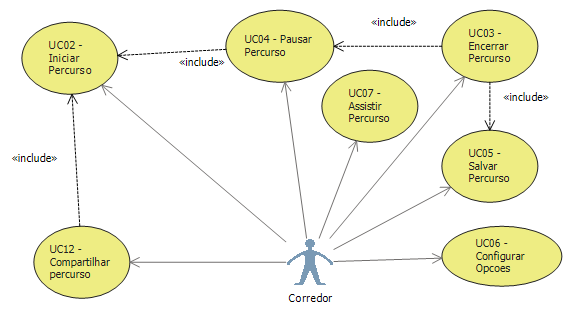 UC02 -
Iniciar
Percurso
«include»
UC04 - Pausar
Percurso
«include»
UC03 -
Encerrar
Percurso
«include»
UC07 -
Assistir
Percurso
«include»
UC05 -
Salvar
Percurso
UC12 -
Compartilhar
percurso
UC06 -
Configurar
Opcoes
Corredor